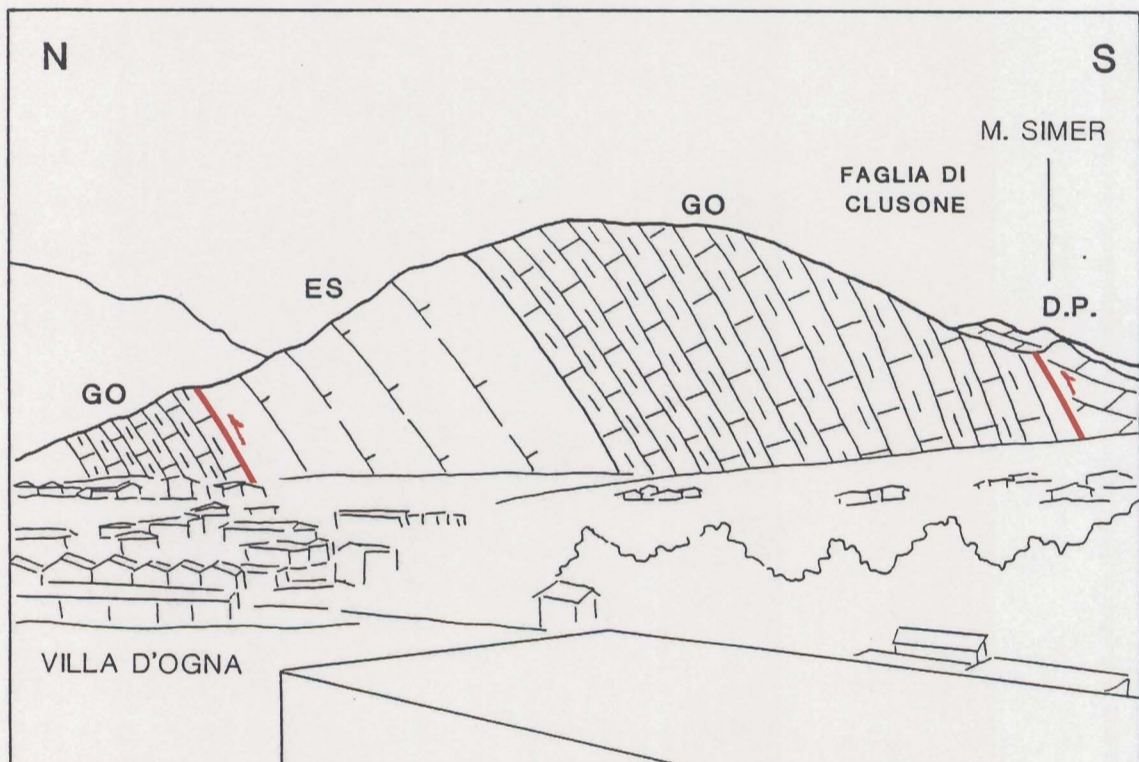 N
S
M. SIMER
FAGLIA DI
CLUSONE
GO
ES
D.P.
GO
VILLA D'OGNA